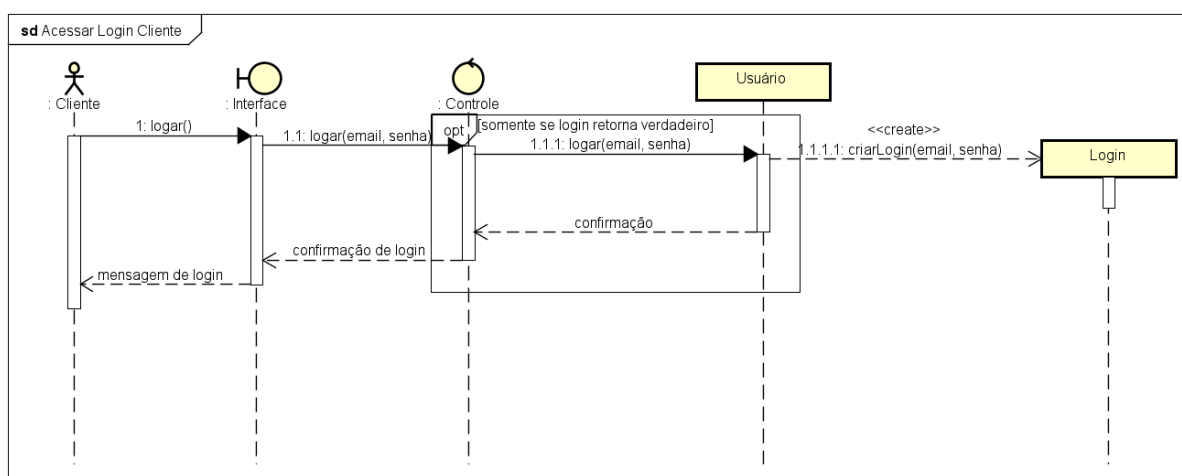 sd Acessar Login Cliente
: Cliente
: Interface
: Controle
Usuário
1: logar()
1.1: logar(email, senha)
opt
[somente se login retorna verdadeiro]
1.1.1: logar(email, senha)
<<create>>
1.1.1.1: criarLogin(email, senha)
Login
confirmação
confirmação de login
mensagem de login